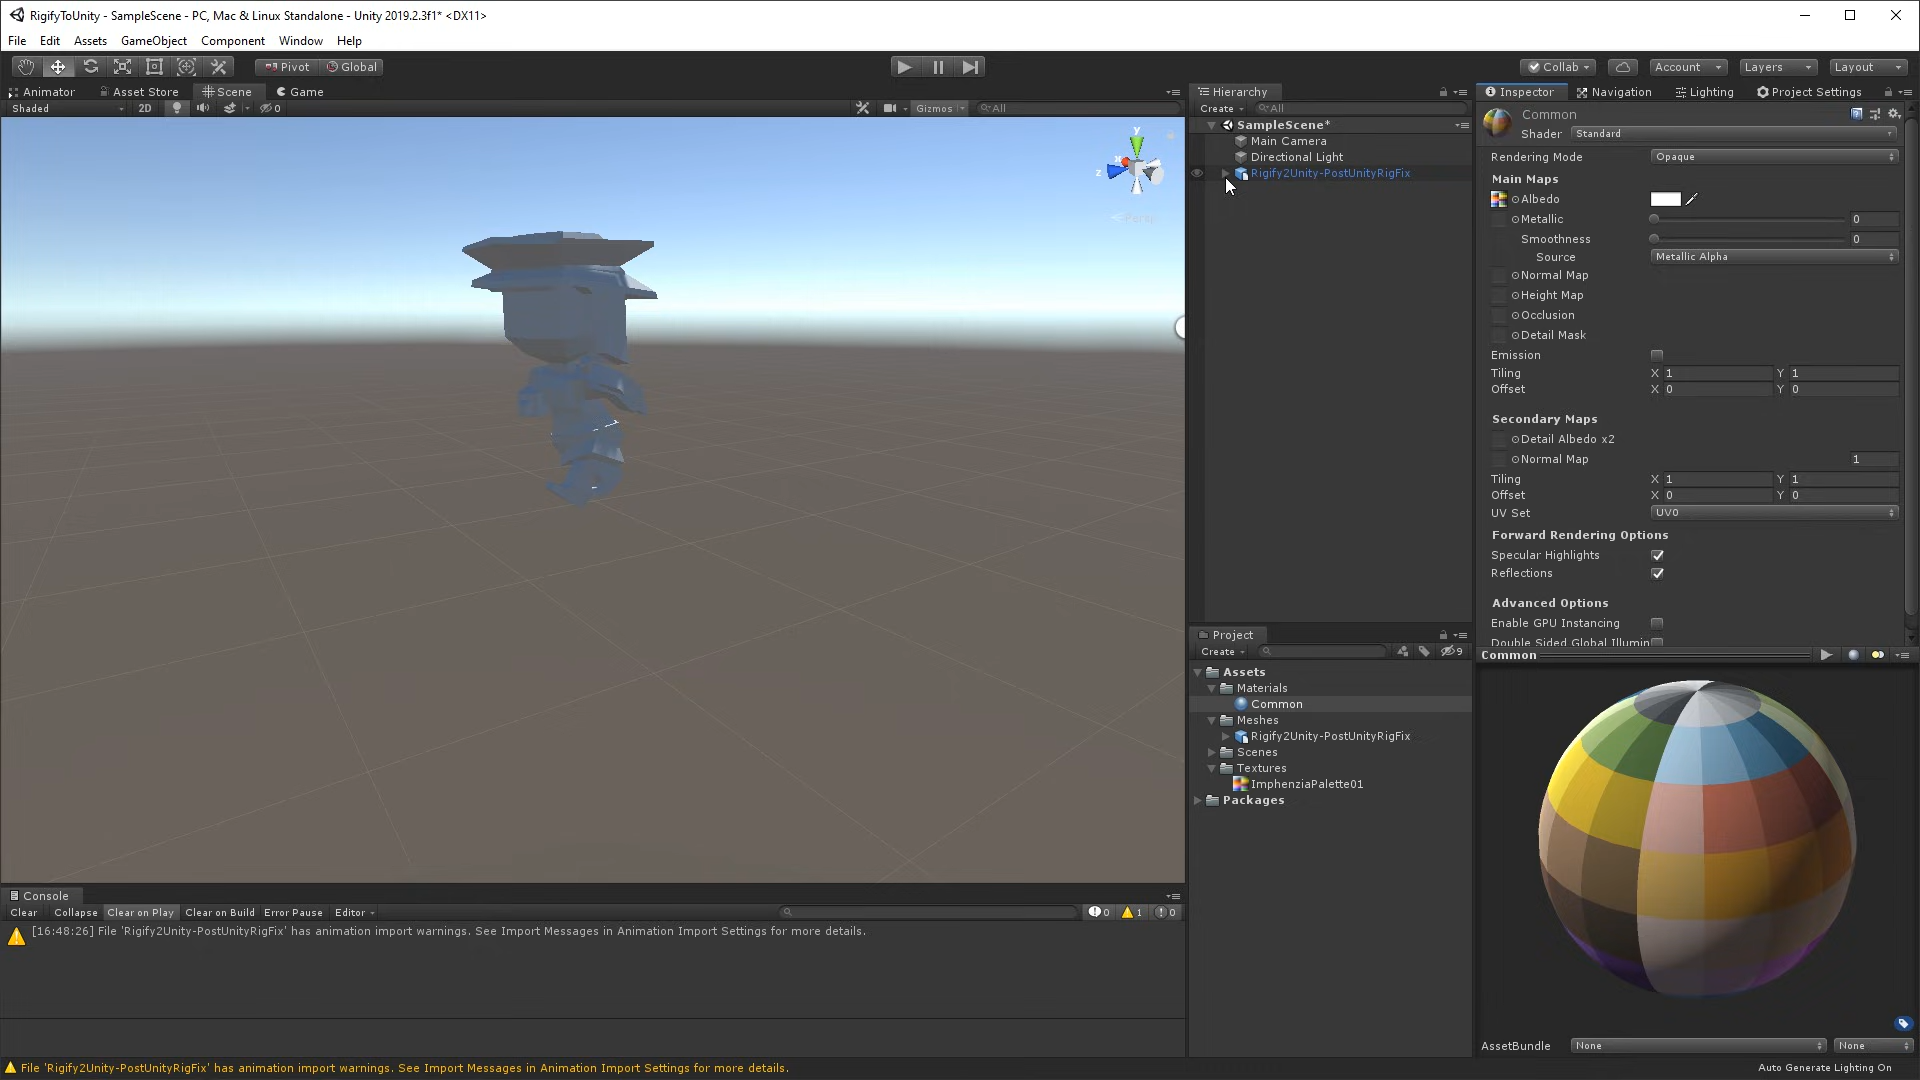 RigifyToUnity - SampleScene - PC, Mac & Linux Standalone - Unity 2019.2.3f1* <DX11>
File Edit Assets GameObject Component Window Help
Pivot Global Collab Account Layers Layout
Animator Asset Store Scene Game
Shaded 2D 0 Gizmos All
y
x
z
Persp
Hierarchy
Create All
SampleScene*
Main Camera
Directional Light
Rigify2Unity-PostUnityRigFix
Project
Create 9
Assets
Materials
Common
Meshes
Rigify2Unity-PostUnityRigFix
Scenes
Textures
ImphenziaPalette01
Packages
Inspector Navigation Lighting Project Settings
Common
Shader Standard
Rendering Mode Opaque
Main Maps
Albedo
Metallic 0
Smoothness 0
Source Metallic Alpha
Normal Map
Height Map
Occlusion
Detail Mask
Emission
Tiling X 1 Y 1
Offset X 0 Y 0
Secondary Maps
Detail Albedo x2
Normal Map 1
Tiling X 1 Y 1
Offset X 0 Y 0
UV Set UV0
Forward Rendering Options
Specular Highlights
Reflections
Advanced Options
Enable GPU Instancing
Double Sided Global Illumin
Common
AssetBundle None None
Console
Clear Collapse Clear on Play Clear on Build Error Pause Editor 0 1 0
[16:48:26] File 'Rigify2Unity-PostUnityRigFix' has animation import warnings. See Import Messages in Animation Import Settings for more details.
File 'Rigify2Unity-PostUnityRigFix' has animation import warnings. See Import Messages in Animation Import Settings for more details.
Auto Generate Lighting On